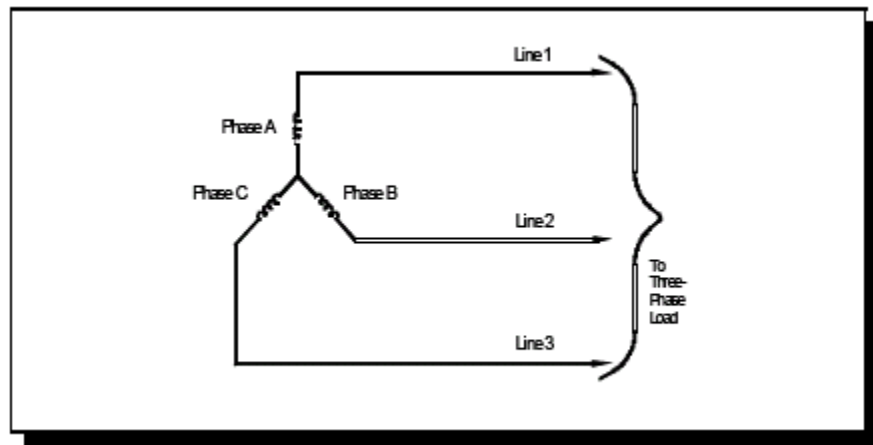 Line 1
Phase A
Phase C
Phase B
Line 2
To
Three-
Phase
Load
Line 3